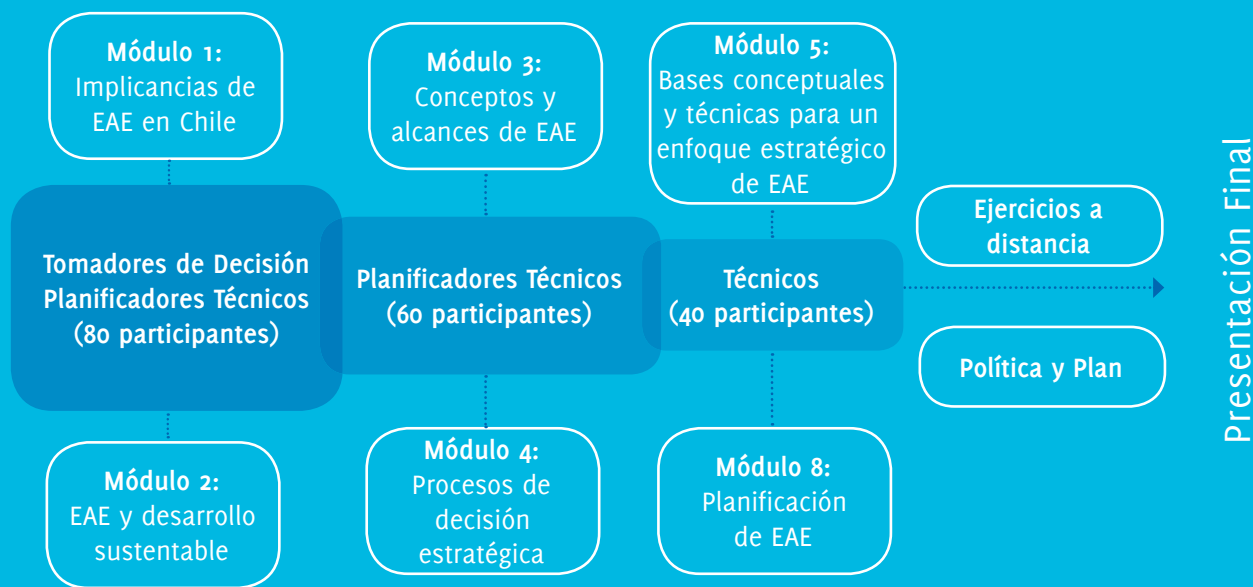 Módulo 1:
Implicancias de
EAE en Chile
Módulo 3:
Conceptos y
alcances de EAE
Módulo 5:
Bases conceptuales
y técnicas para un
enfoque estratégico
de EAE
Tomadores de Decisión
Planificadores Técnicos
(80 participantes)
Planificadores Técnicos
(60 participantes)
Técnicos
(40 participantes)
Ejercicios a
distancia
Política y Plan
Presentación Final
Módulo 2:
EAE y desarrollo
sustentable
Módulo 4:
Procesos de
decisión
estratégica
Módulo 8:
Planificación
de EAE